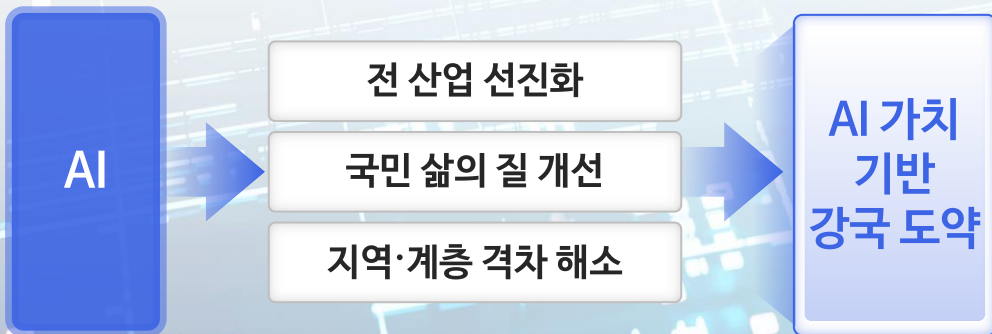 AI
전 산업 선진화
국민 삶의 질 개선
지역·계층 격차 해소
AI 가치
기반
강국 도약